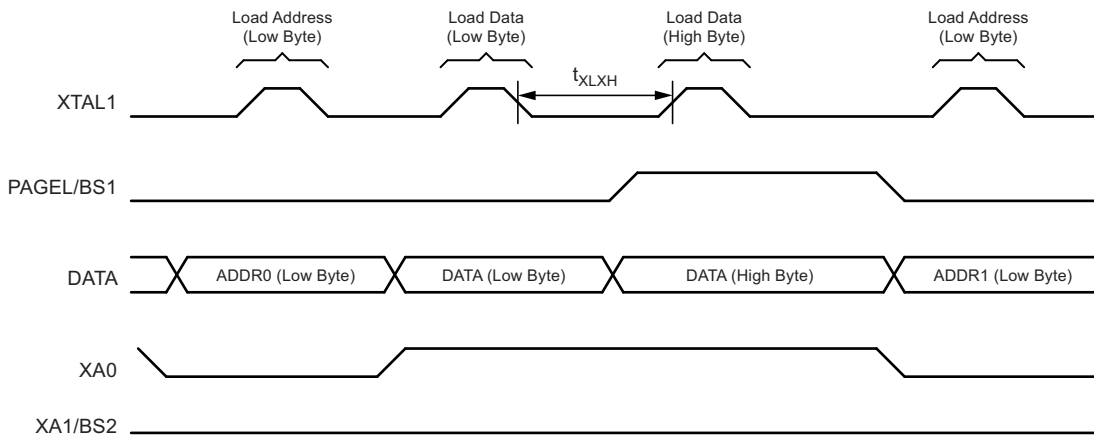 Load Address
(Low Byte)
Load Data
(Low Byte)
Load Data
(High Byte)
Load Address
(Low Byte)
tXLXH
XTAL1
PAGEL/BS1
DATA
ADDR0 (Low Byte)
DATA (Low Byte)
DATA (High Byte)
ADDR1 (Low Byte)
XA0
XA1/BS2